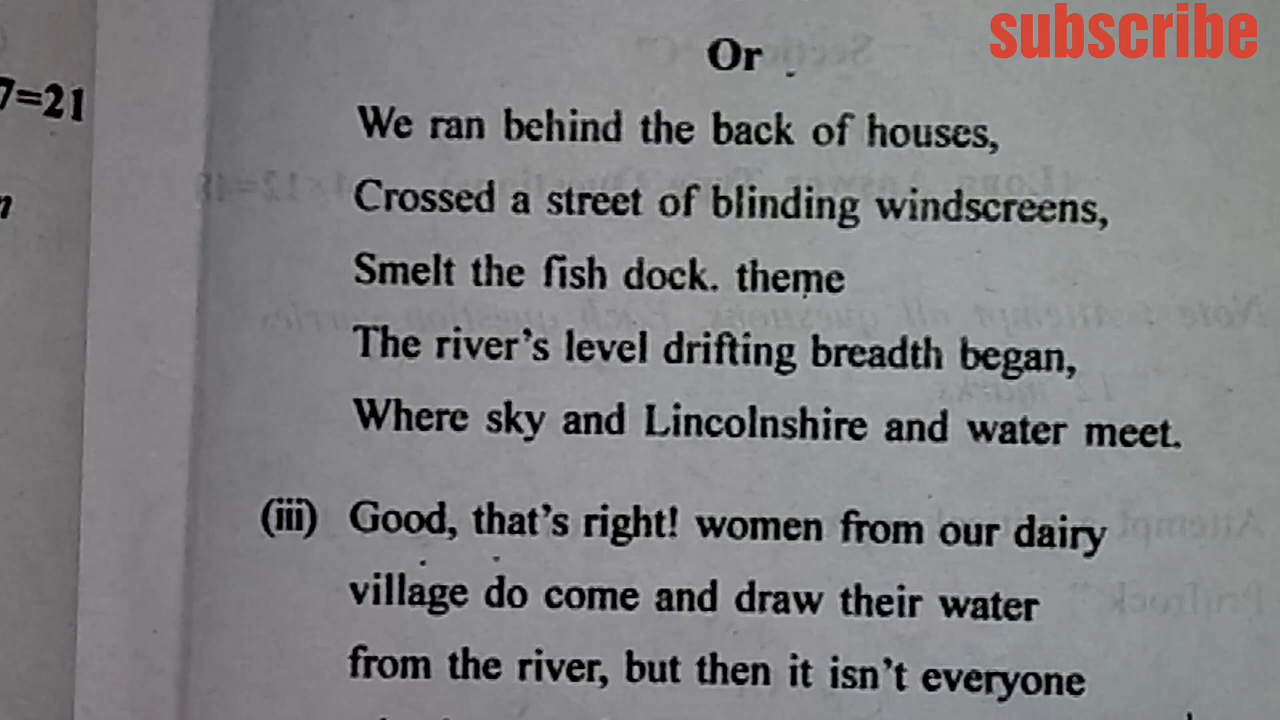 subscribe
Or
7=21
We ran behind the back of houses,
Crossed a street of blinding windscreens,
Smelt the fish dock. theme
The river's level drifting breadth began,
Where sky and Lincolnshire and water meet.
(iii) Good, that's right! women from our dairy
village do come and draw their water
from the river, but then it isn't everyone